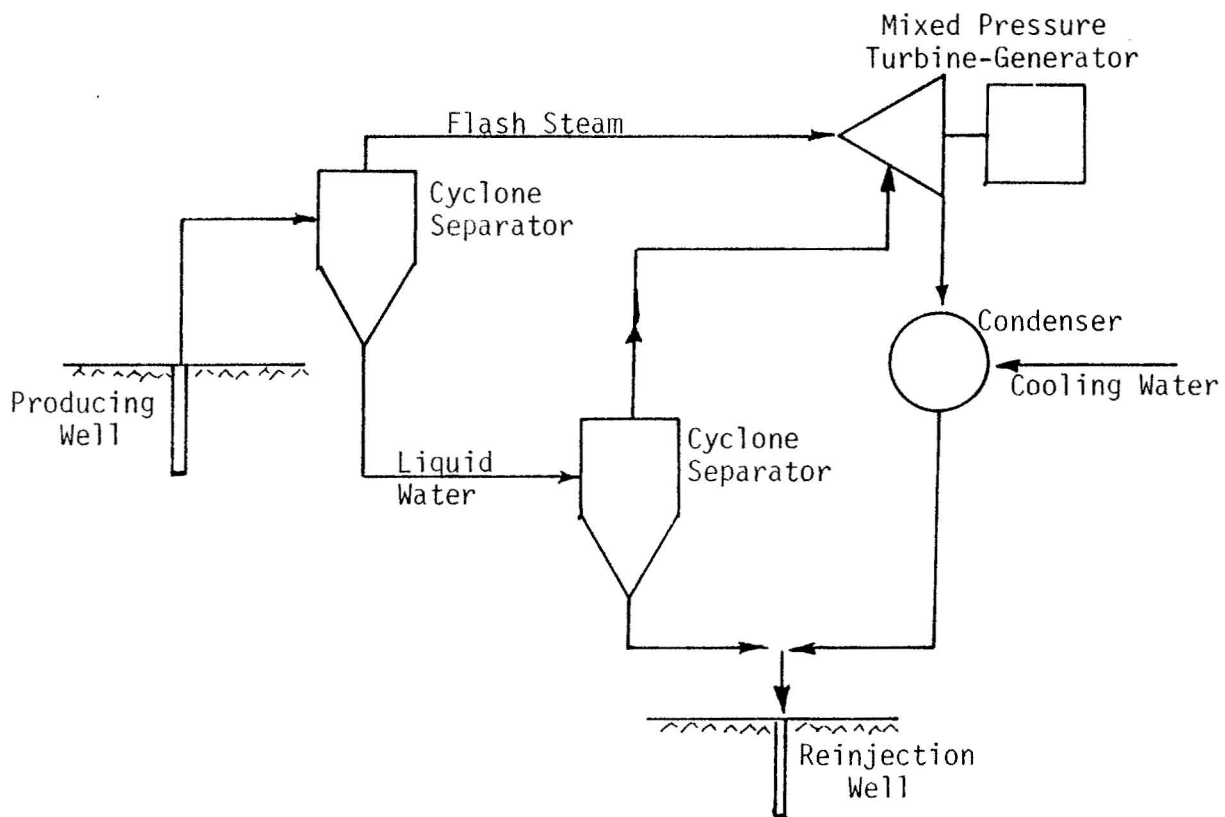 Mixed Pressure
Turbine-Generator
Flash Steam
Cyclone
Separator
Condenser
Cooling Water
Producing
Well
Cyclone
Separator
Liquid
Water
Reinjection
Well